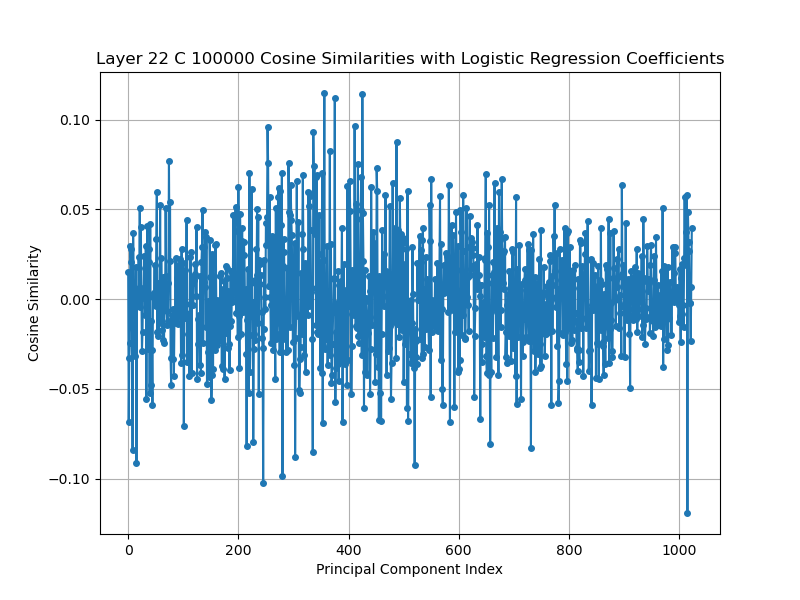 Layer 22 C 100000 Cosine Similarities with Logistic Regression Coefficients
Cosine Similarity
0.10
0.05
0.00
−0.05
−0.10
0 200 400 600 800 1000
Principal Component Index